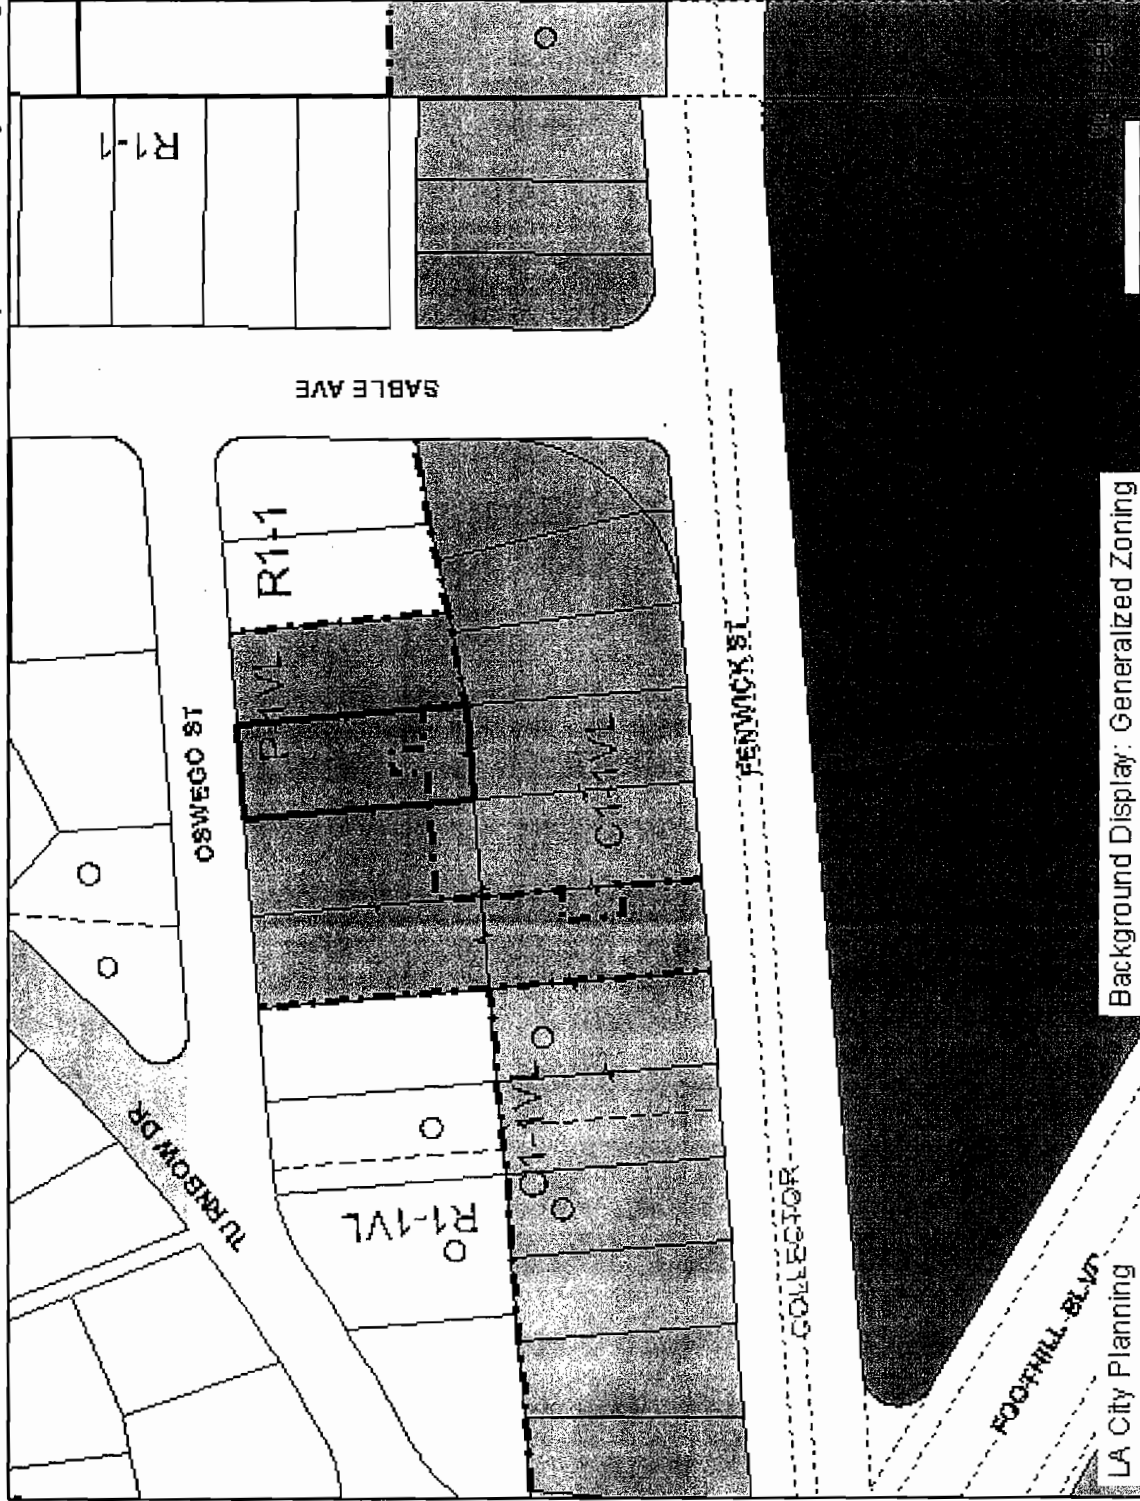 R1-1
SABLE AVE
R1-1
P-1VL
OSWEGO ST
C1-1VL
FENWICK ST
TURNBOW DR
R1-1VL
C1-1VL
COLLECTOR
FOOTHILL BLVD
LA City Planning
Background Display: Generalized Zoning